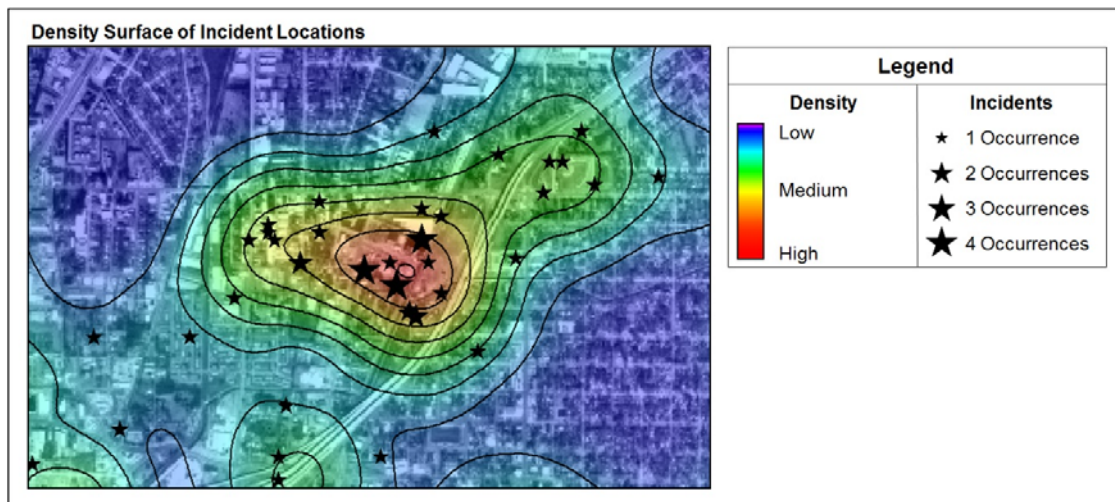 Density Surface of Incident Locations
Legend
Density
Low
Medium
High
Incidents
1 Occurrence
2 Occurrences
3 Occurrences
4 Occurrences